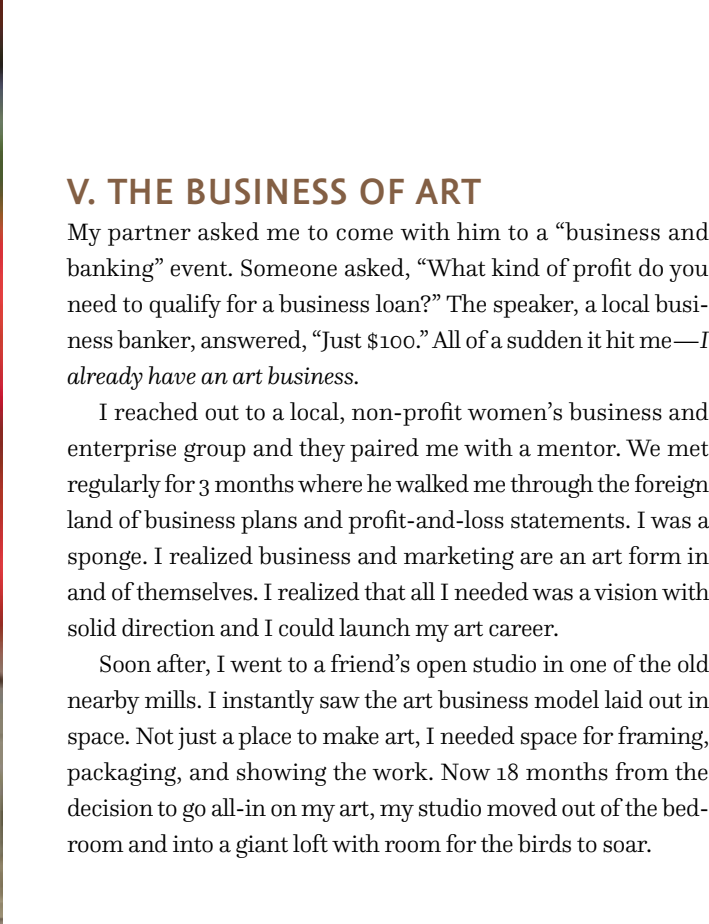 V. THE BUSINESS OF ART
My partner asked me to come with him to a “business and
banking” event. Someone asked, “What kind of profit do you
need to qualify for a business loan?” The speaker, a local busi-
ness banker, answered, “Just $100.” All of a sudden it hit me—I
already have an art business.
I reached out to a local, non-profit women’s business and
enterprise group and they paired me with a mentor. We met
regularly for 3 months where he walked me through the foreign
land of business plans and profit-and-loss statements. I was a
sponge. I realized business and marketing are an art form in
and of themselves. I realized that all I needed was a vision with
solid direction and I could launch my art career.
Soon after, I went to a friend’s open studio in one of the old
nearby mills. I instantly saw the art business model laid out in
space. Not just a place to make art, I needed space for framing,
packaging, and showing the work. Now 18 months from the
decision to go all-in on my art, my studio moved out of the bed-
room and into a giant loft with room for the birds to soar.